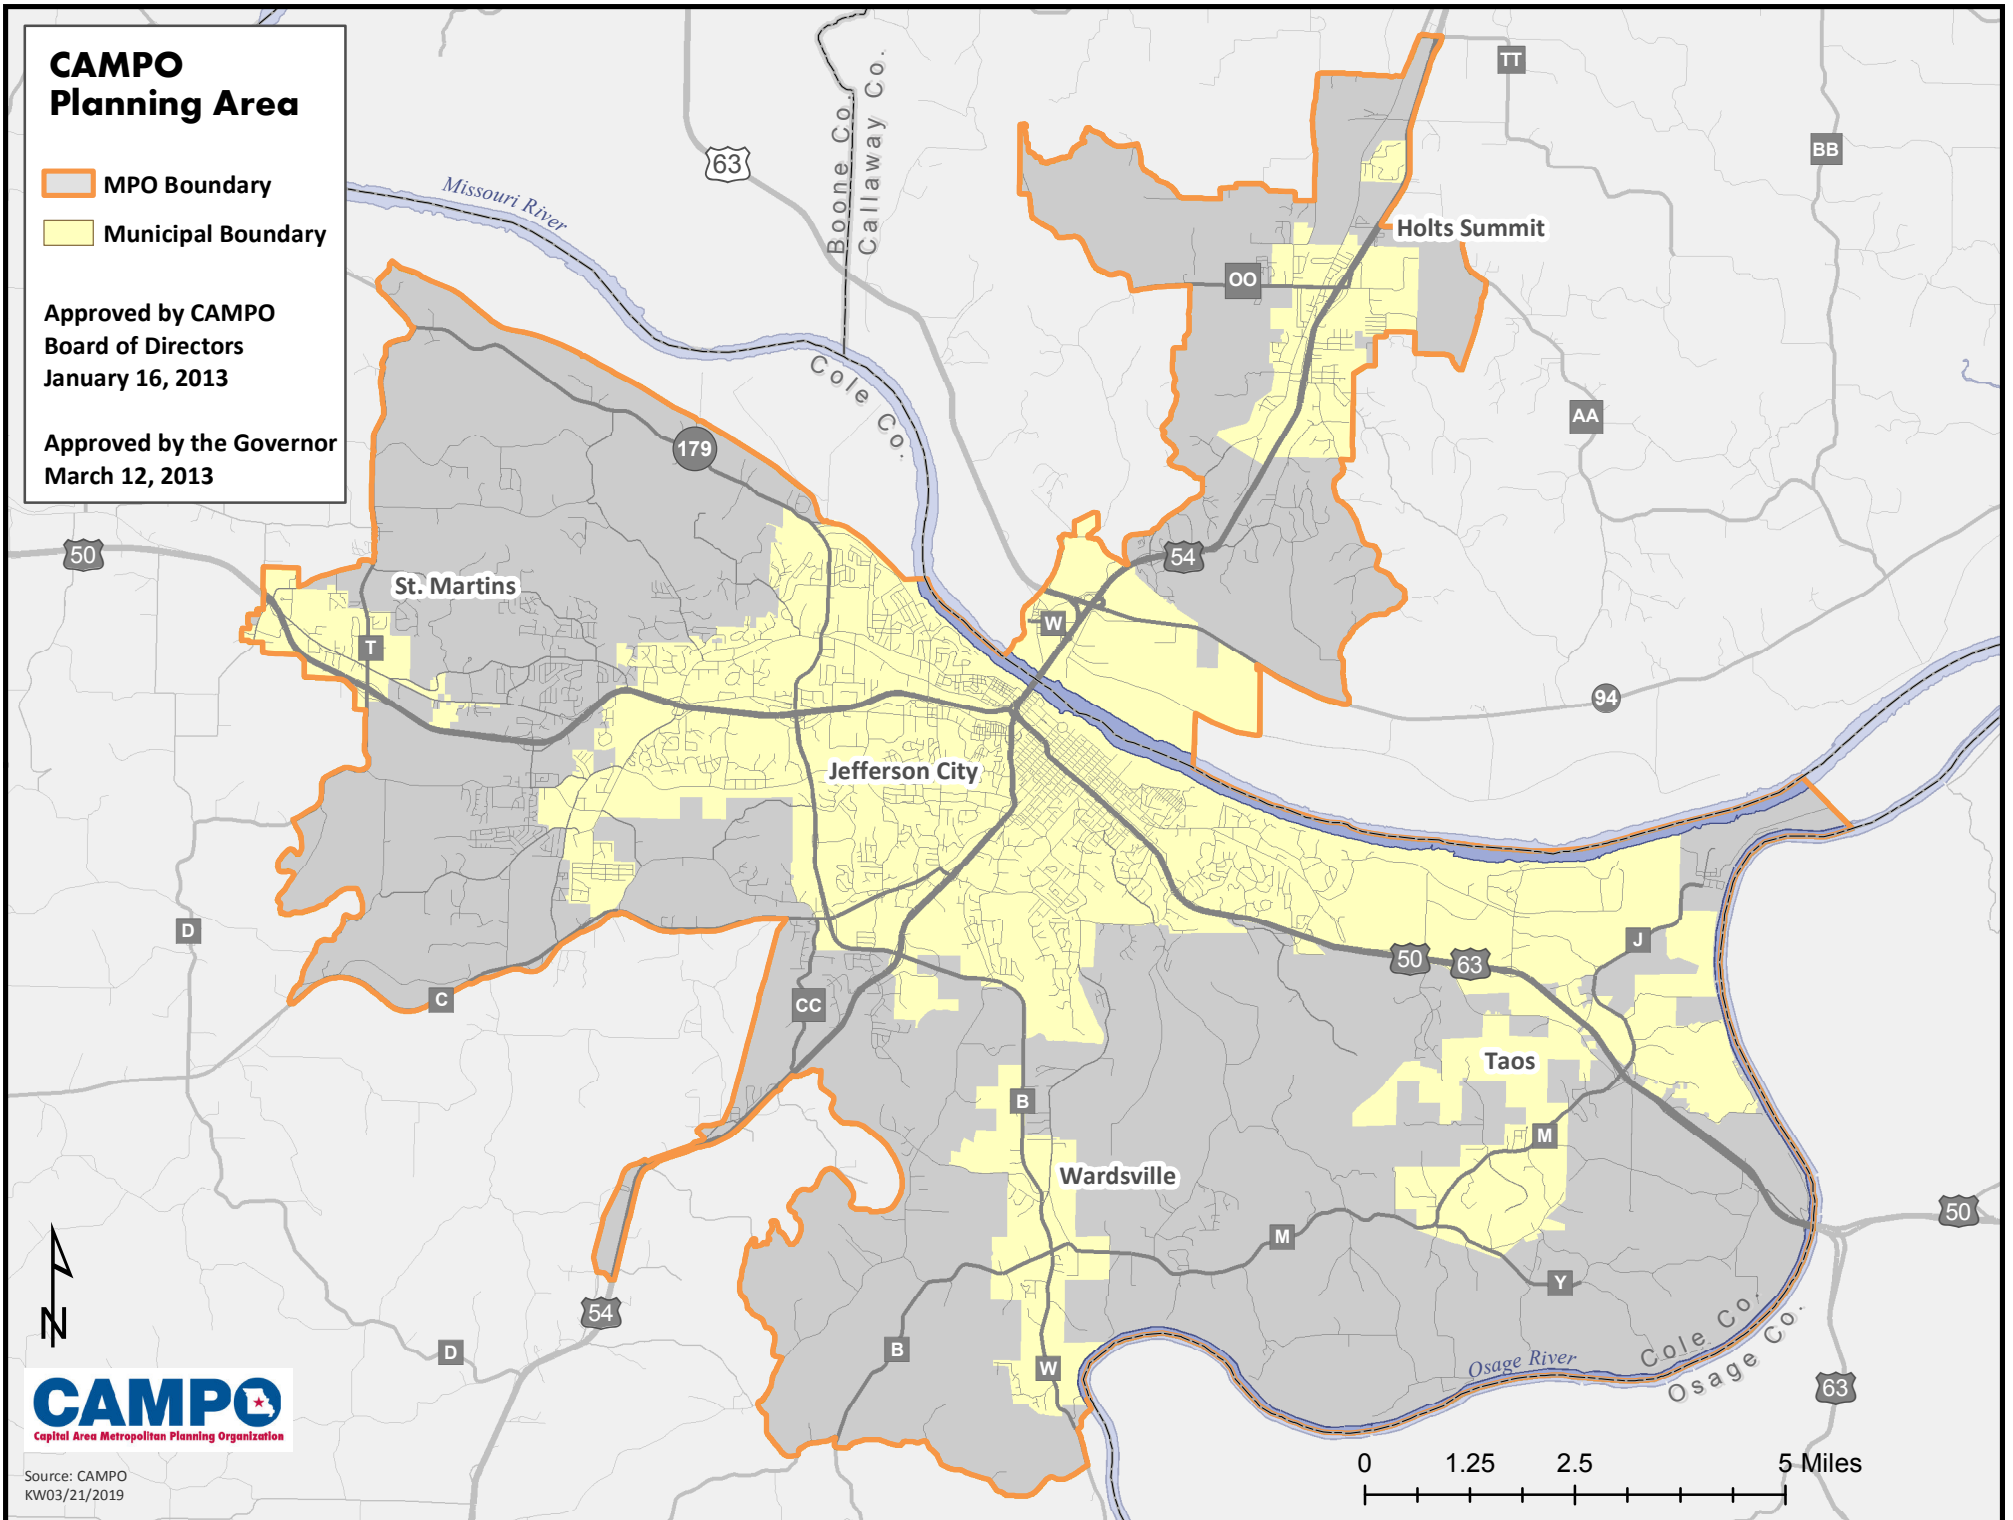 CAMPO
Planning Area
MPO Boundary
Municipal Boundary
Approved by CAMPO
Board of Directors
January 16, 2013
Approved by the Governor
March 12, 2013
TT
BB
63
Boone Co.
Callaway Co.
Missouri River
Holts Summit
OO
Cole Co.
AA
179
50
54
St. Martins
W
T
94
Jefferson City
D
J
50
63
C
CC
Taos
B
M
Wardsville
50
M
Y
54
Cole Co.
Osage Co.
D
B
W
Osage River
63
N
CAMPO
Capital Area Metropolitan Planning Organization
Source: CAMPO
KW03/21/2019
0 1.25 2.5 5 Miles